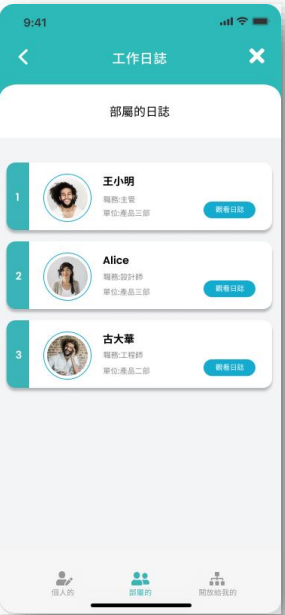 9:41
工作日誌
部屬的日誌
1
王小明
職務:主管
單位:產品三部
觀看日誌
2
Alice
職務:設計師
單位:產品三部
觀看日誌
3
古大華
職務:工程師
單位:產品二部
觀看日誌
個人的
部屬的
開放給我的